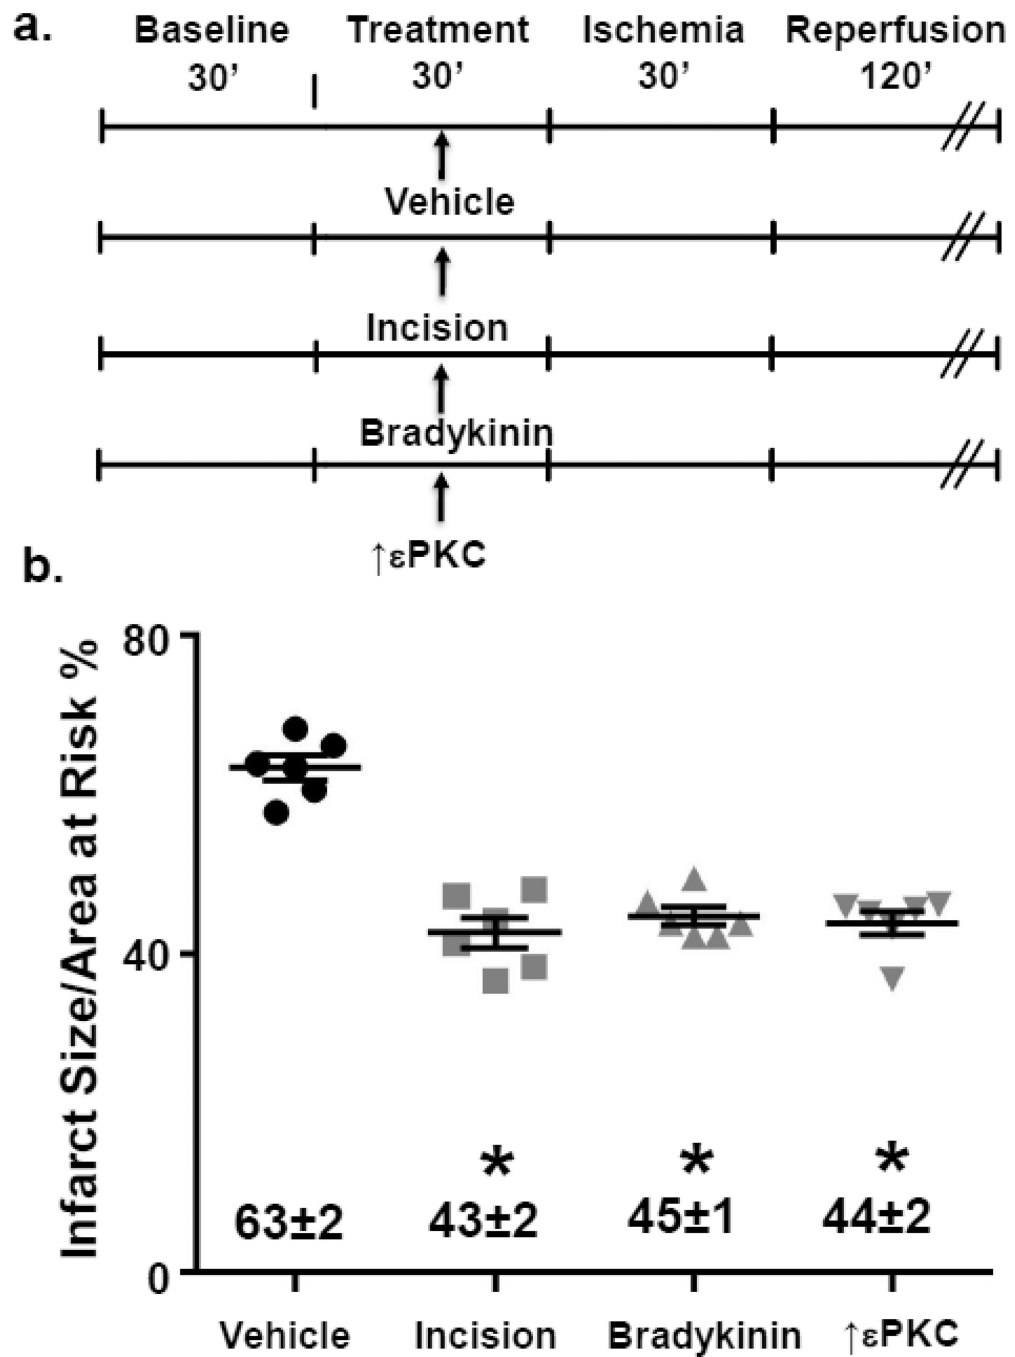 a.
Baseline Treatment Ischemia Reperfusion
30’ 30’ 30’ 120’
Vehicle
Incision
Bradykinin
↑εPKC
b.
Infarct Size/Area at Risk %
80
40
0
* * *
63±2 43±2 45±1 44±2
Vehicle Incision Bradykinin ↑εPKC